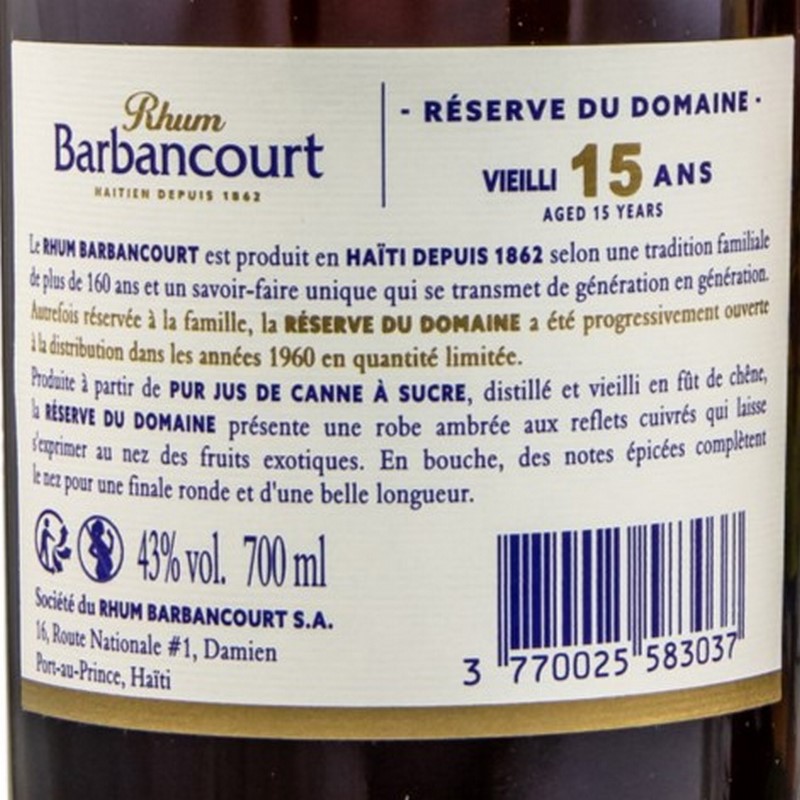 Rhum
Barbancourt
HAITIEN DEPUIS 1862
- RÉSERVE DU DOMAINE -
VIEILLI 15 ANS
AGED 15 YEARS
Le RHUM BARBANCOURT est produit en HAÏTI DEPUIS 1862 selon une tradition familiale
de plus de 160 ans et un savoir-faire unique qui se transmet de génération en génération.
Autrefois réservée à la famille, la RÉSERVE DU DOMAINE a été progressivement ouverte
à la distribution dans les années 1960 en quantité limitée.
Produite à partir de PUR JUS DE CANNE À SUCRE, distillé et vieilli en fût de chêne,
la RÉSERVE DU DOMAINE présente une robe ambrée aux reflets cuivrés qui laisse
s'exprimer au nez des fruits exotiques. En bouche, des notes épicées complètent
le nez pour une finale ronde et d'une belle longueur.
43% vol. 700 ml
Société du RHUM BARBANCOURT S.A.
16, Route Nationale #1, Damien
Port-au-Prince, Haïti
3 770025 583037